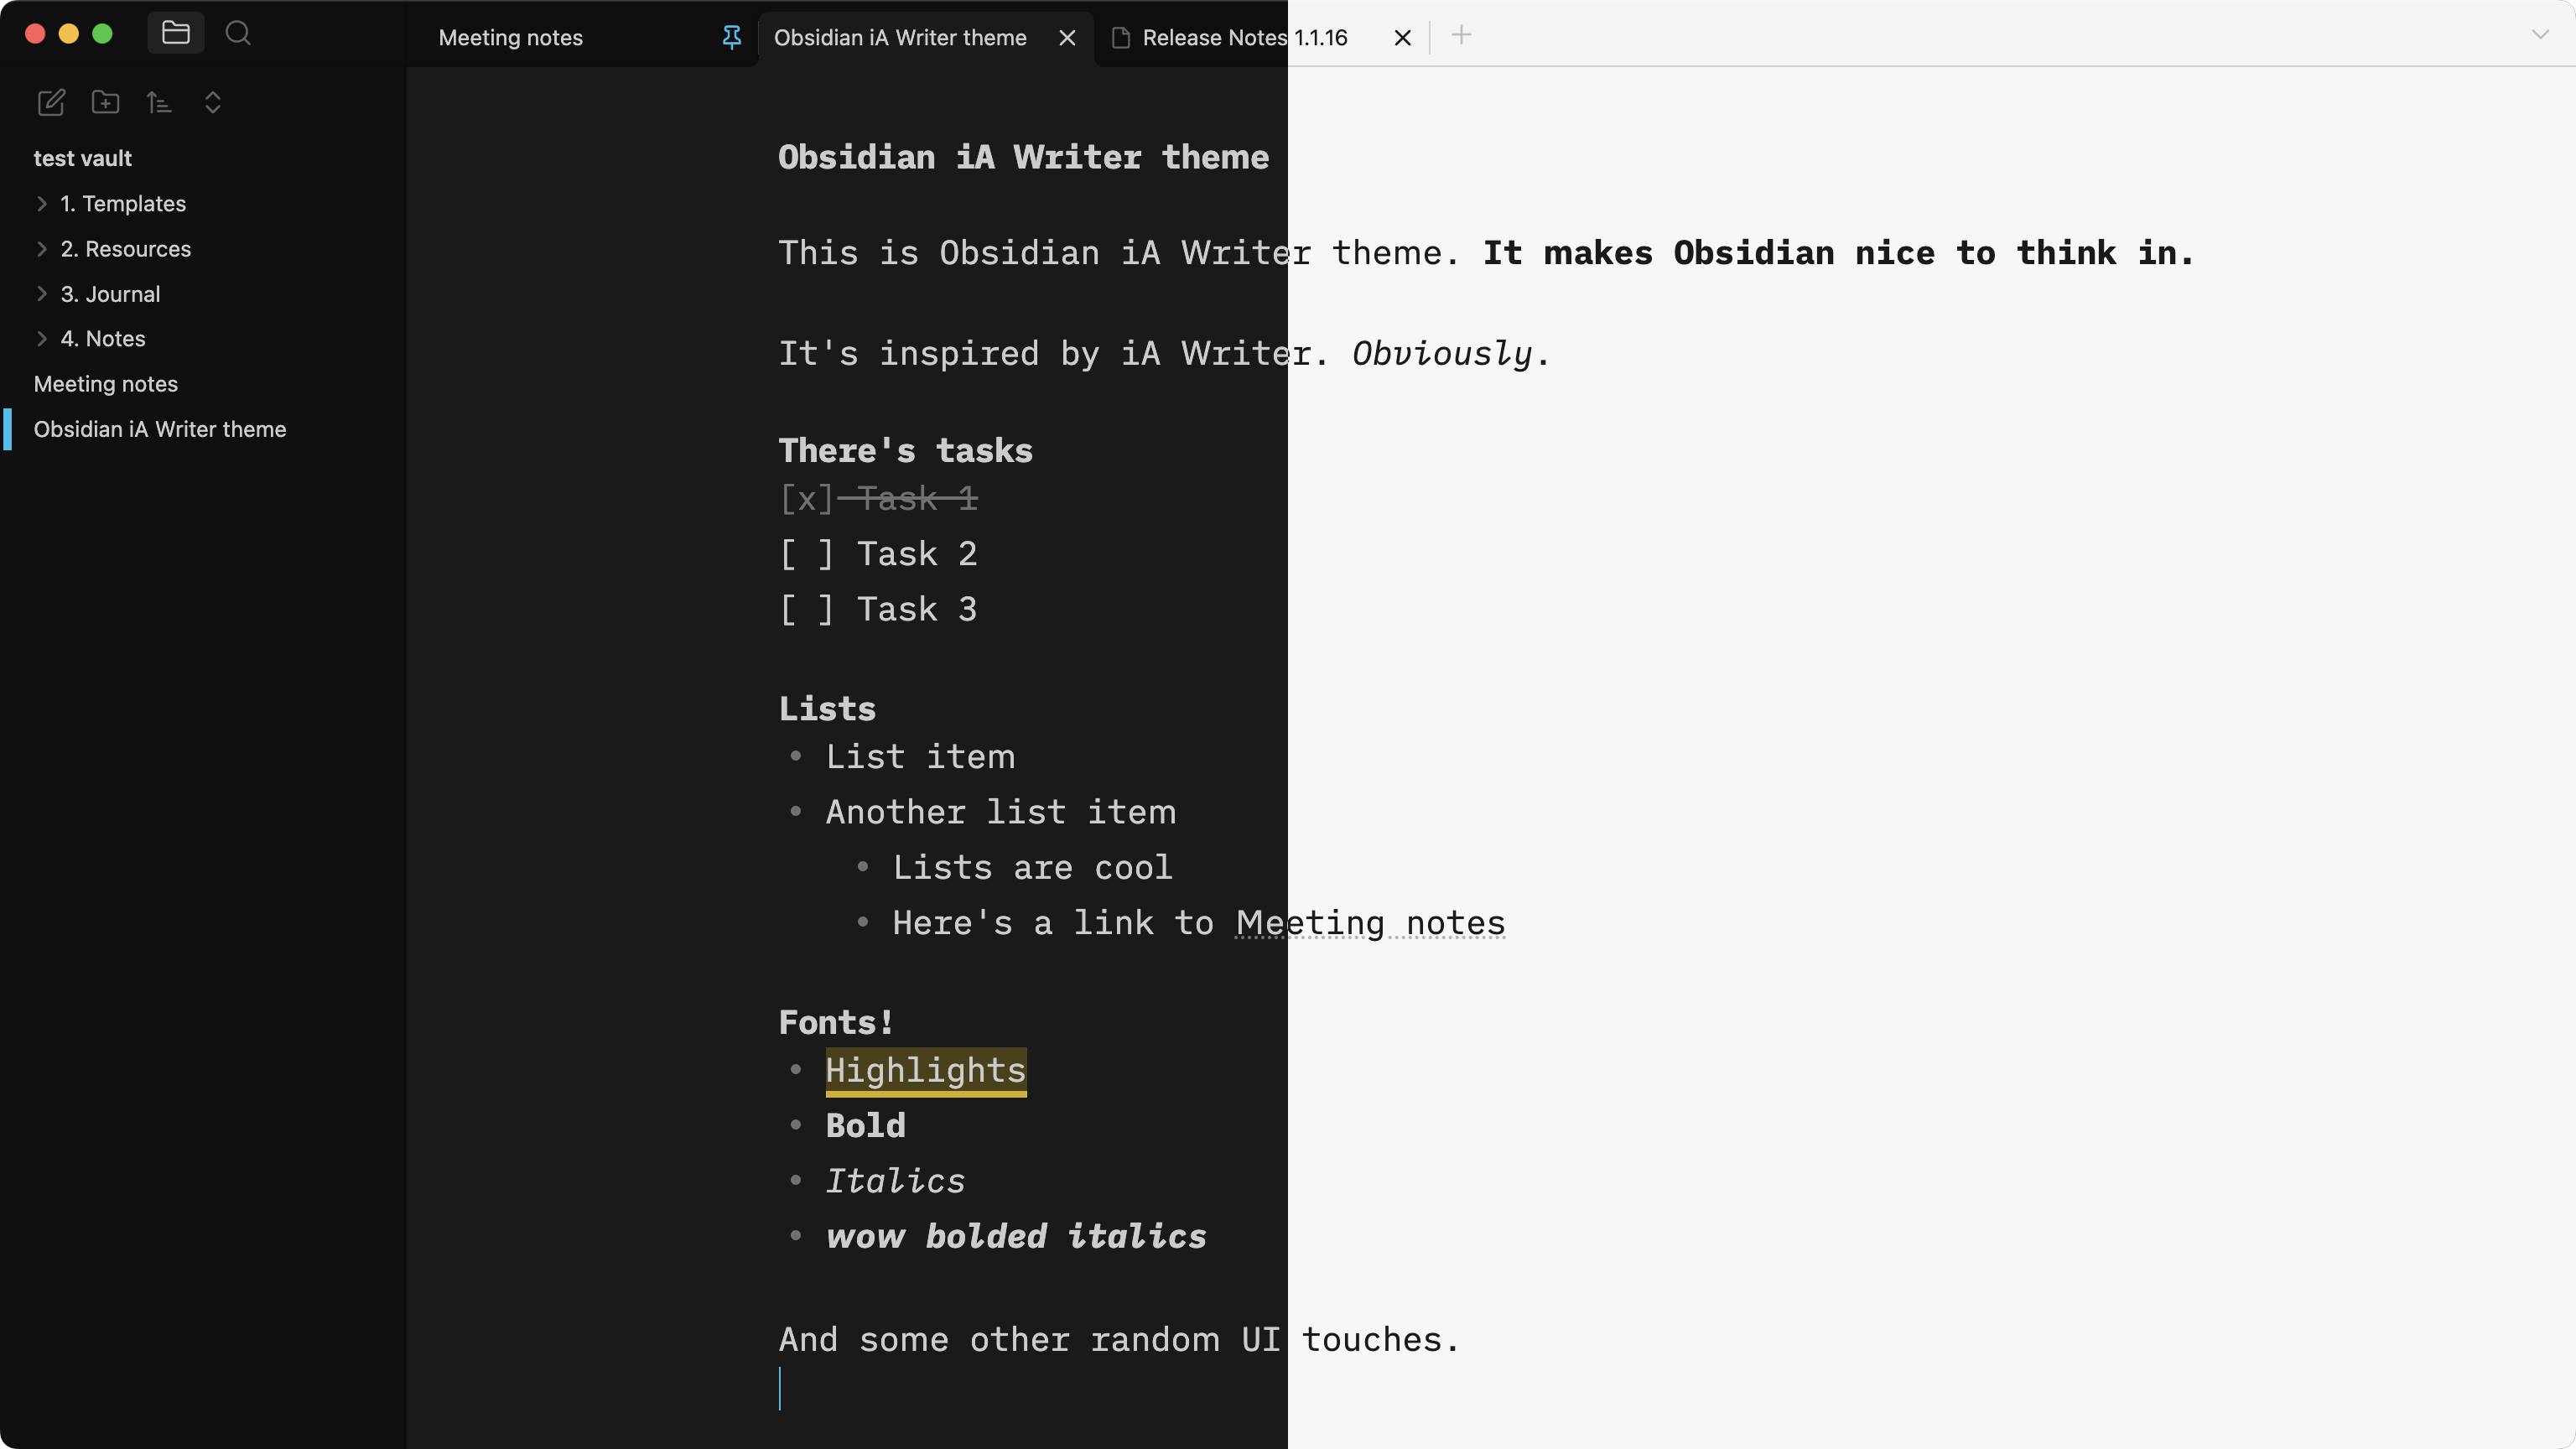 Meeting notes
Obsidian iA Writer theme
Release Notes 1.1.16
test vault
1. Templates
2. Resources
3. Journal
4. Notes
Meeting notes
Obsidian iA Writer theme
Obsidian iA Writer theme
This is Obsidian iA Writer theme. It makes Obsidian nice to think in.
It's inspired by iA Writer. Obviously.
There's tasks
[x] Task 1
[ ] Task 2
[ ] Task 3
Lists
• List item
• Another list item
• Lists are cool
• Here's a link to Meeting notes
Fonts!
• Highlights
• Bold
• Italics
• wow bolded italics
And some other random UI touches.